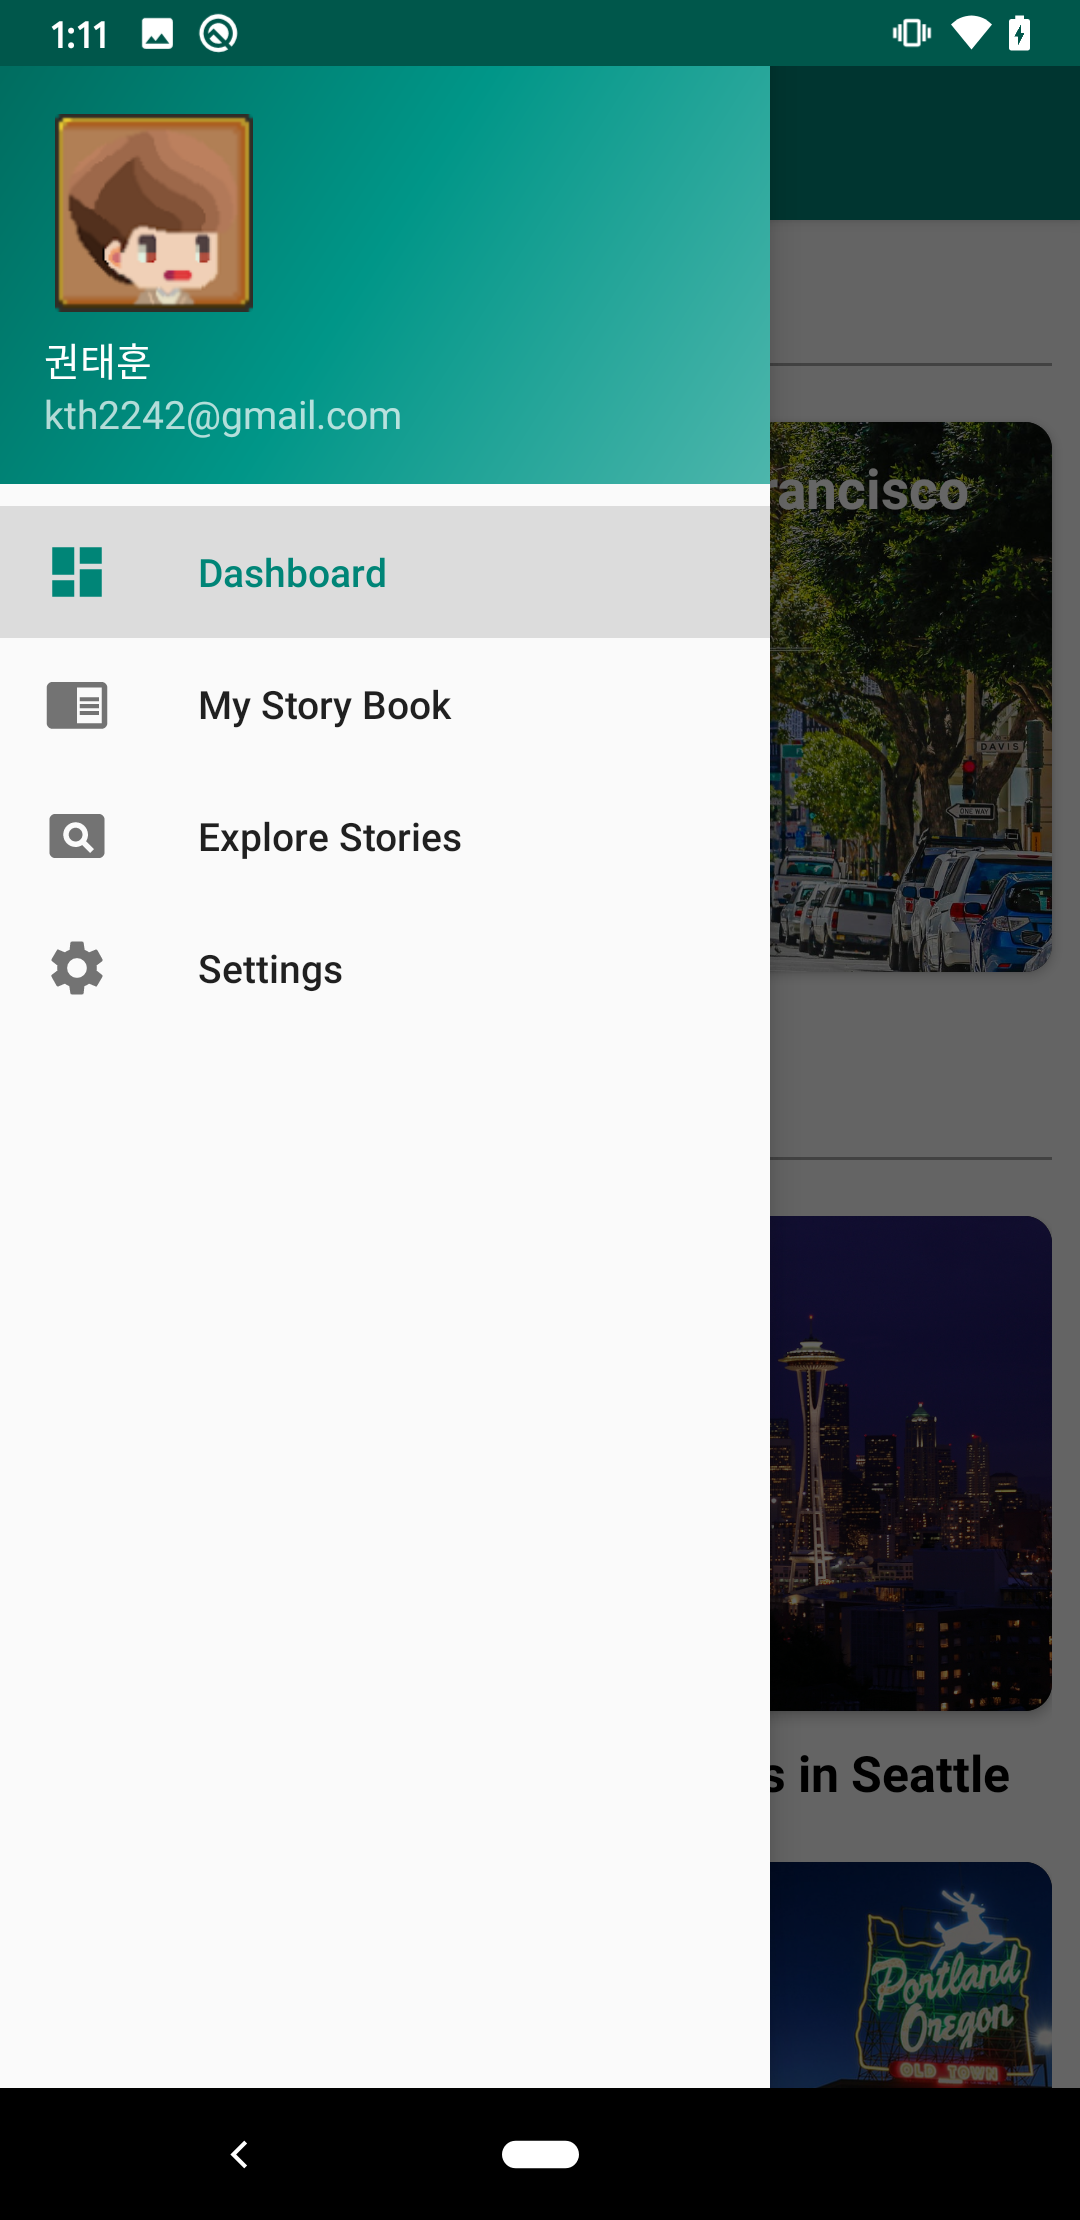 1:11
권태훈
kth2242@gmail.com
Dashboard
My Story Book
Explore Stories
Settings
ancisco
DAVIS
ONE WAY
s in Seattle
Portland
Oregon
OLD TOWN